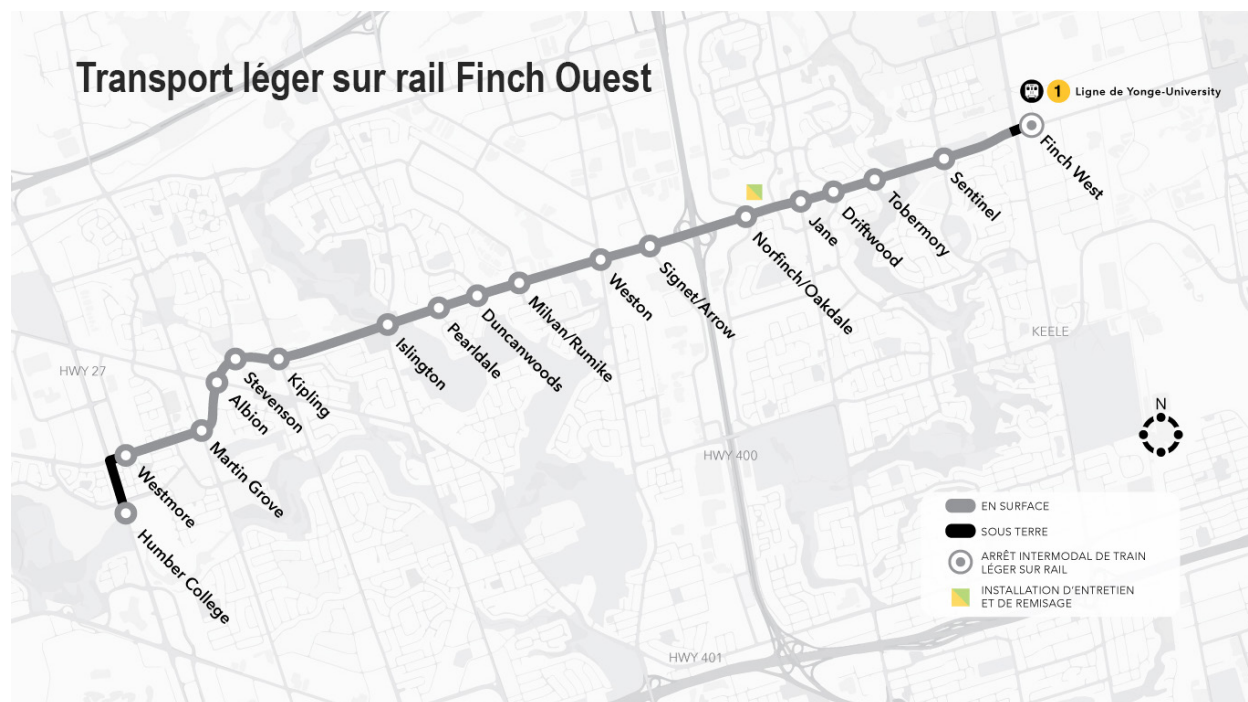 Transport léger sur rail Finch Ouest
1 Ligne de Yonge-University
Finch West
Sentinel
Tobermory
Driftwood
Jane
Norfinch/Oakdale
Signet/Arrow
Weston
Milvan/Rumike
Duncanwoods
Pearldale
Islington
Kipling
Stevenson
Albion
Martin Grove
Westmore
Humber College
HWY 27
KEELE
HWY 400
HWY 401
N
EN SURFACE
SOUS TERRE
ARRÊT INTERMODAL DE TRAIN
LÉGER SUR RAIL
INSTALLATION D'ENTRETIEN
ET DE REMISAGE